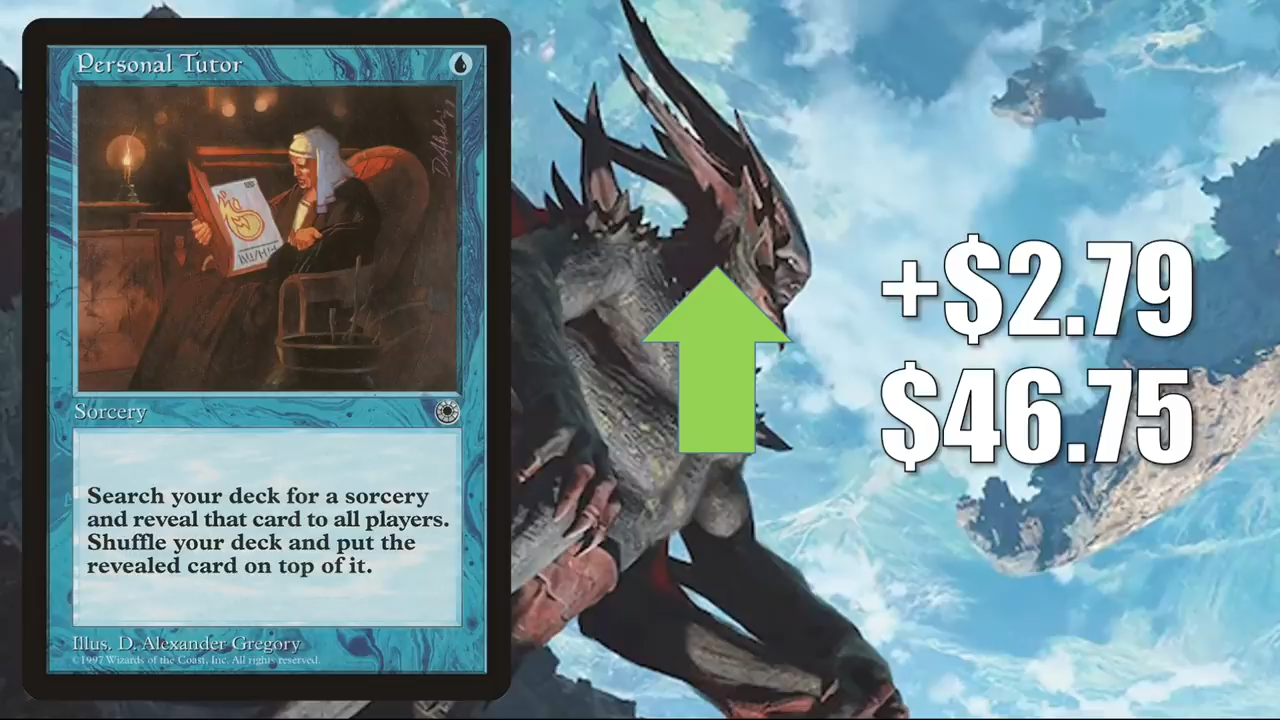 Personal Tutor
Sorcery
Search your deck for a sorcery
and reveal that card to all players.
Shuffle your deck and put the
revealed card on top of it.
Illus. D. Alexander Gregory
©1997 Wizards of the Coast, Inc. All rights reserved.
+$2.79
$46.75